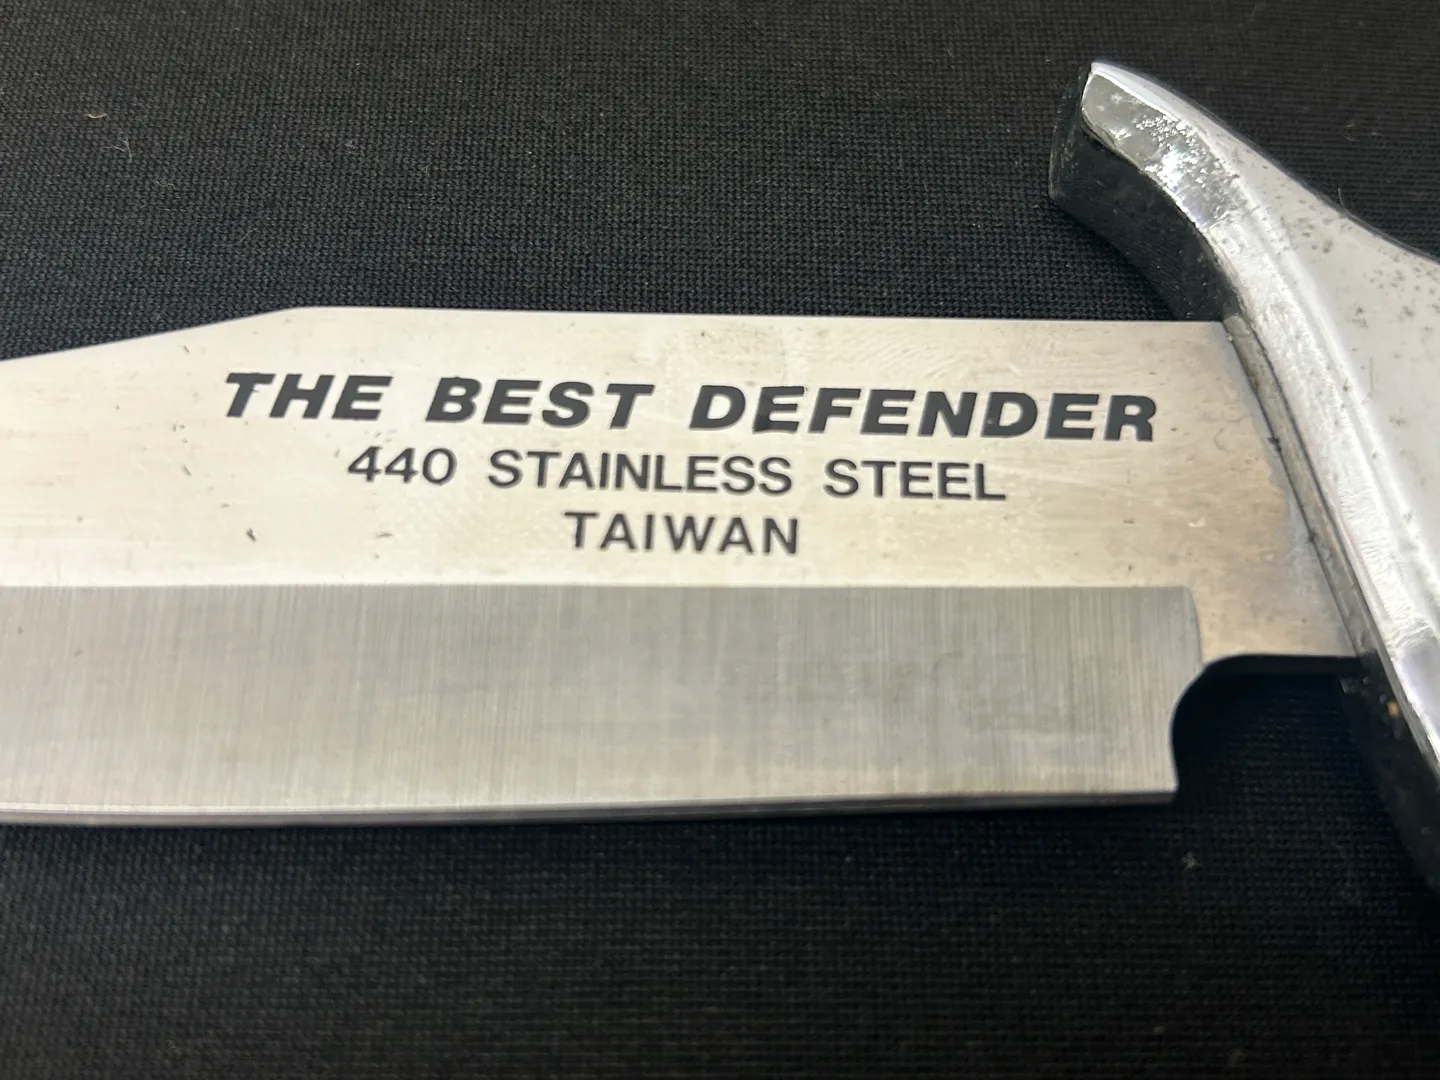 THE BEST DEFENDER
440 STAINLESS STEEL
TAIWAN